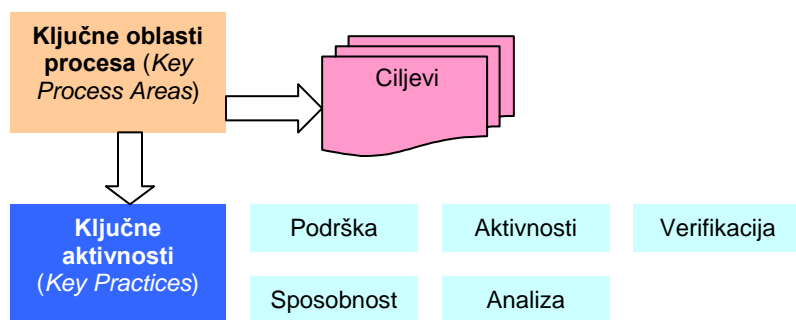 Ključne oblasti
procesa (Key
Process Areas)
Ciljevi
Ključne
aktivnosti
(Key Practices)
Podrška
Aktivnosti
Verifikacija
Sposobnost
Analiza